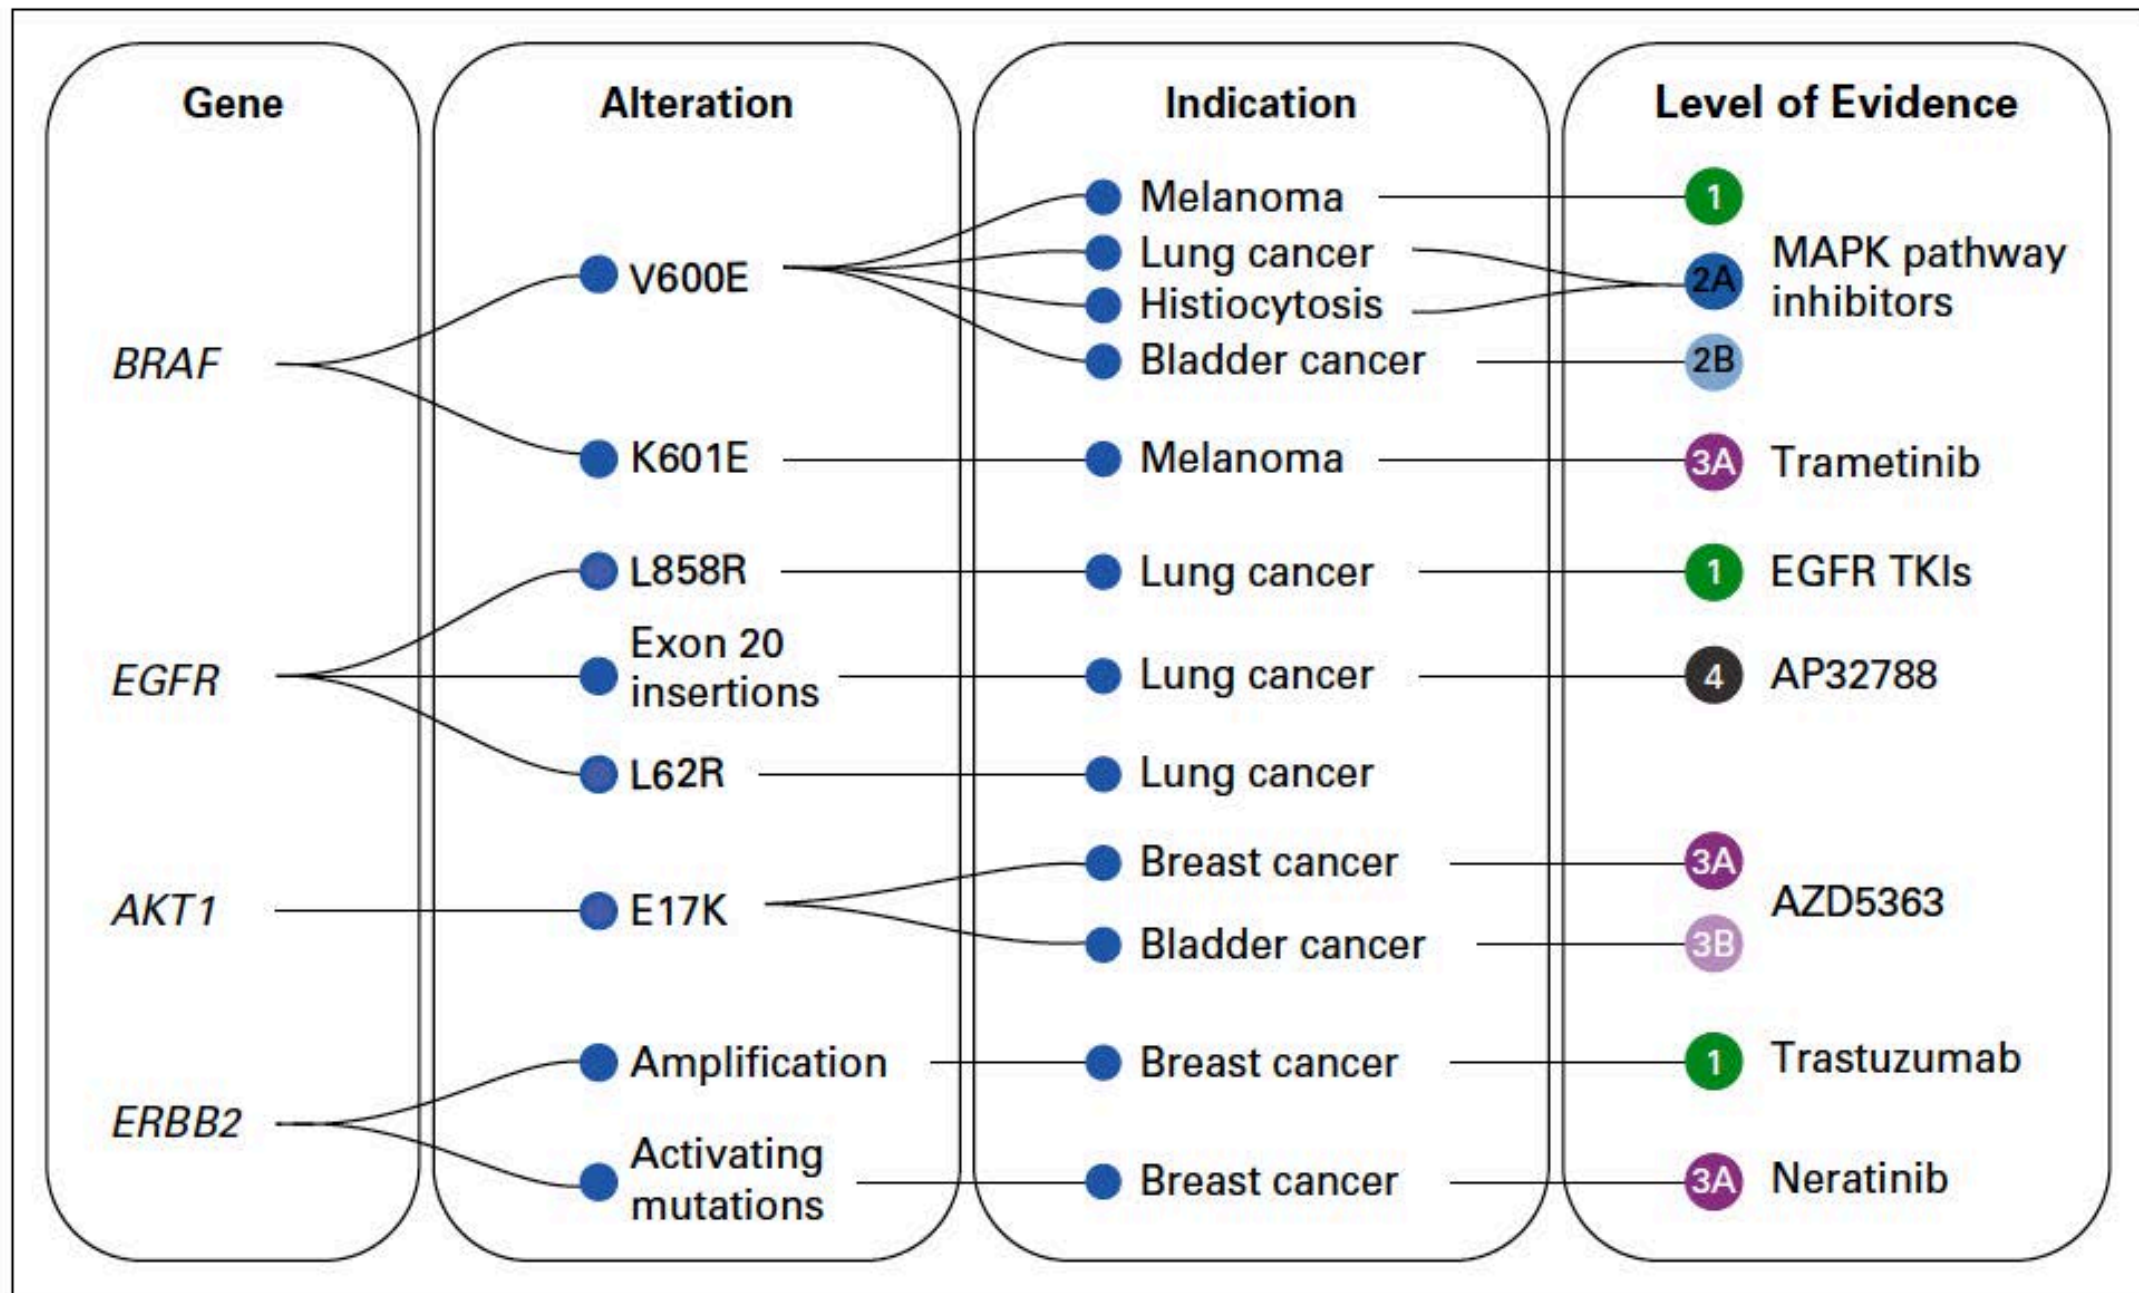 Gene
Alteration
Indication
Level of Evidence
BRAF
V600E
Melanoma
1
Lung cancer
Histiocytosis
2A
MAPK pathway
inhibitors
Bladder cancer
2B
K601E
Melanoma
3A
Trametinib
EGFR
L858R
Lung cancer
1
EGFR TKIs
Exon 20
insertions
Lung cancer
4
AP32788
L62R
Lung cancer
AKT1
E17K
Breast cancer
3A
AZD5363
Bladder cancer
3B
ERBB2
Amplification
Breast cancer
1
Trastuzumab
Activating
mutations
Breast cancer
3A
Neratinib